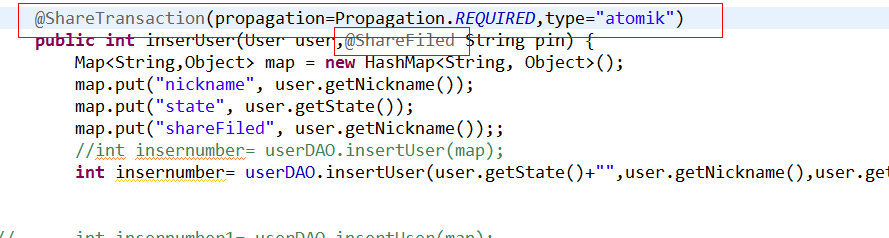 @ShareTransaction(propagation=Propagation.REQUIRED,type="atomik")
public int inserUser(User user,@ShareFiled String pin) {
Map<String,Object> map = new HashMap<String, Object>();
map.put("nickname", user.getNickname());
map.put("state", user.getState());
map.put("shareFiled", user.getNickname());;
//int insernumber= userDAO.insertUser(map);
int insernumber= userDAO.insertUser(user.getState()+"",user.getNickname(),user.get
// int insernumber1= userDAO.insertUser(map);